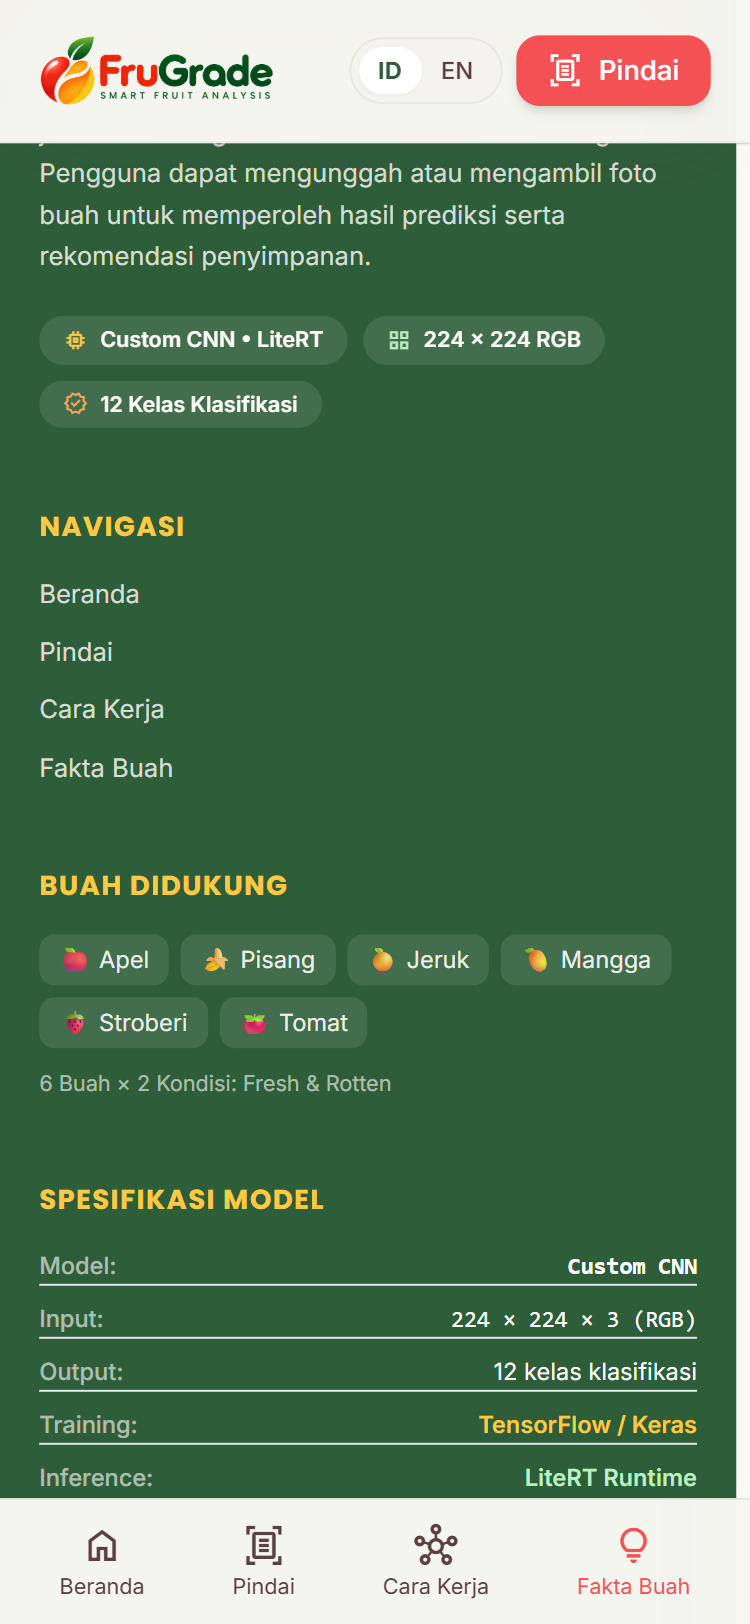 FruGrade
SMART FRUIT ANALYSIS
ID EN
Pindai
Pengguna dapat mengunggah atau mengambil foto
buah untuk memperoleh hasil prediksi serta
rekomendasi penyimpanan.
Custom CNN • LiteRT
224 × 224 RGB
12 Kelas Klasifikasi
NAVIGASI
Beranda
Pindai
Cara Kerja
Fakta Buah
BUAH DIDUKUNG
Apel Pisang Jeruk Mangga
Stroberi Tomat
6 Buah × 2 Kondisi: Fresh & Rotten
SPESIFIKASI MODEL
Model: Custom CNN
Input: 224 × 224 × 3 (RGB)
Output: 12 kelas klasifikasi
Training: TensorFlow / Keras
Inference: LiteRT Runtime
Beranda Pindai Cara Kerja Fakta Buah